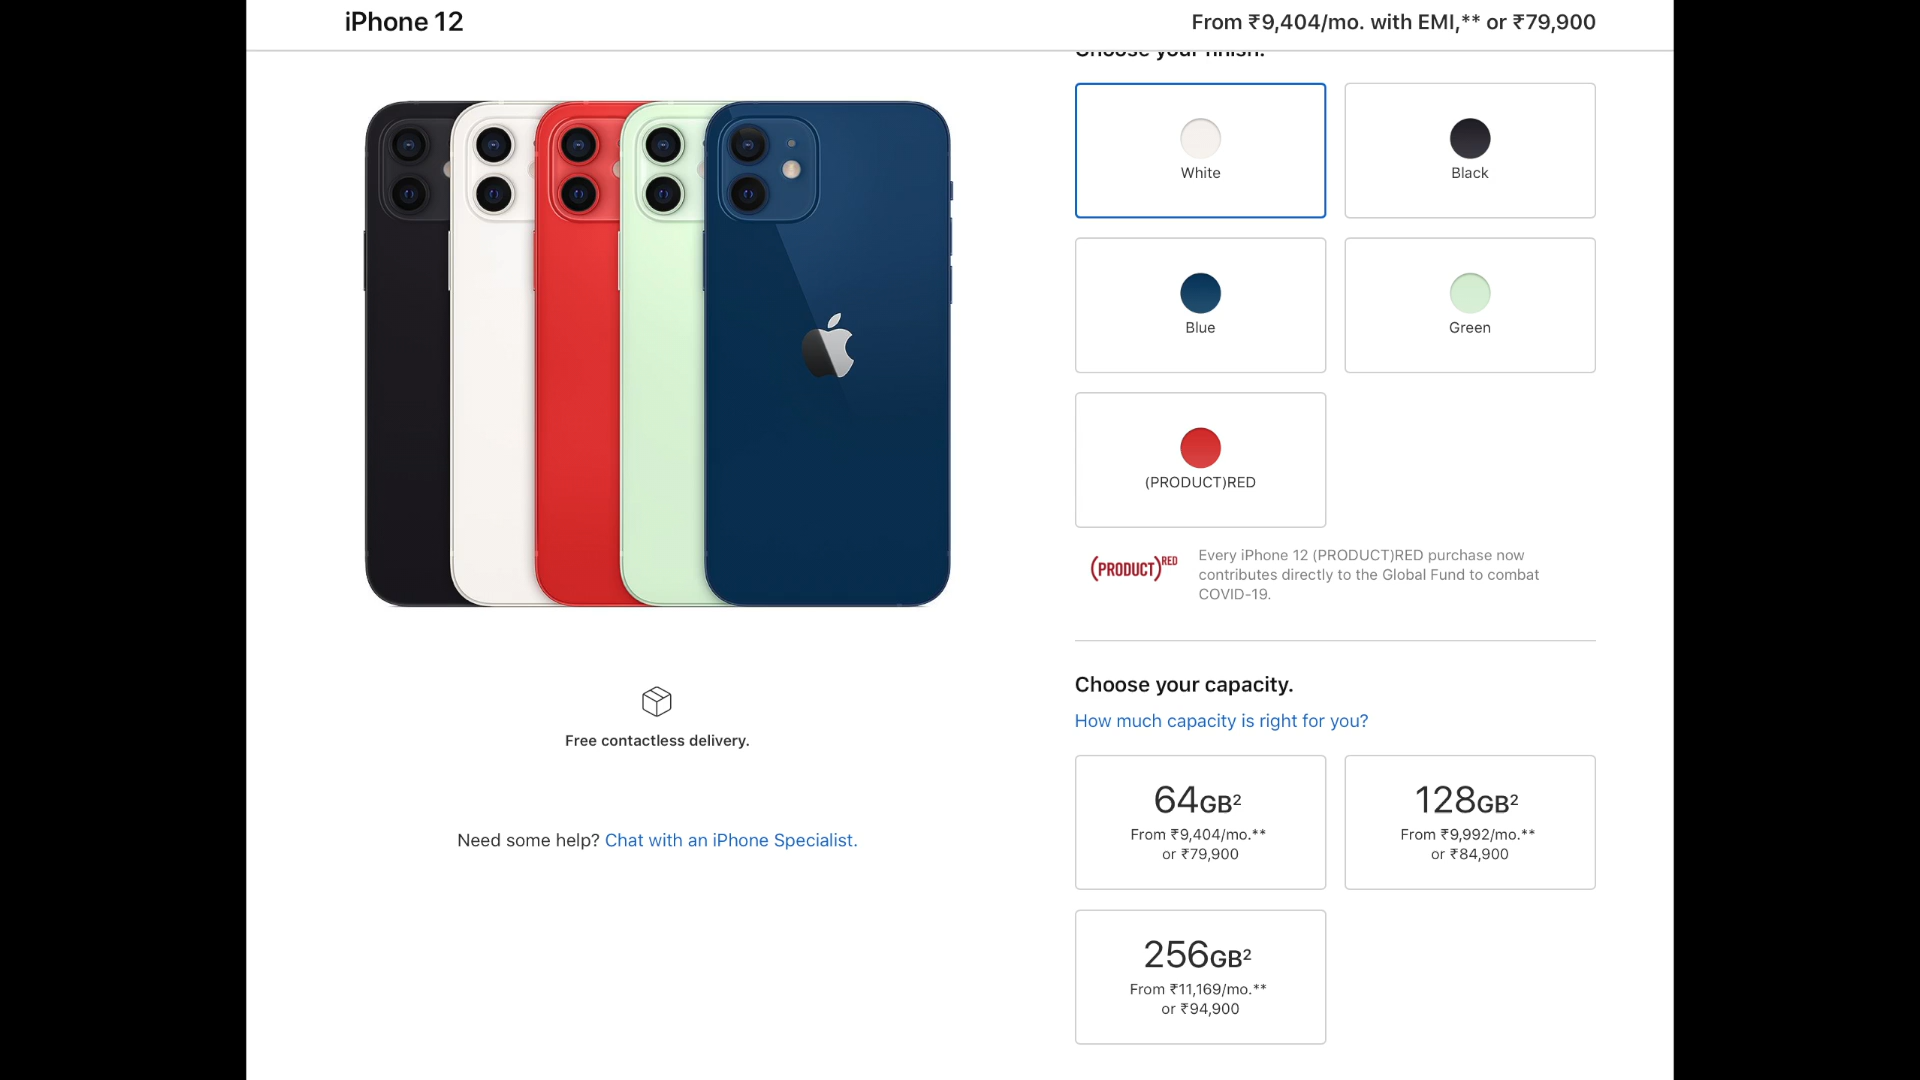 iPhone 12
From ₹9,404/mo. with EMI,** or ₹79,900
Choose your finish.
White
Black
Blue
Green
(PRODUCT)RED
(PRODUCT)RED
Every iPhone 12 (PRODUCT)RED purchase now
contributes directly to the Global Fund to combat
COVID-19.
Free contactless delivery.
Need some help? Chat with an iPhone Specialist.
Choose your capacity.
How much capacity is right for you?
64GB²
From ₹9,404/mo.**
or ₹79,900
128GB²
From ₹9,992/mo.**
or ₹84,900
256GB²
From ₹11,169/mo.**
or ₹94,900